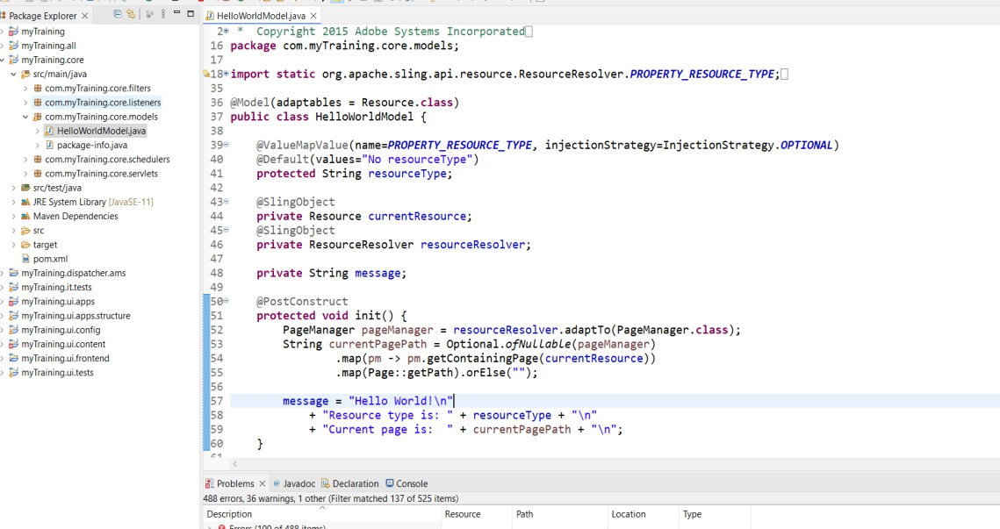 Package Explorer
HelloWorldModel.java
myTraining
myTraining.all
myTraining.core
src/main/java
com.myTraining.core.filters
com.myTraining.core.listeners
com.myTraining.core.models
HelloWorldModel.java
package-info.java
com.myTraining.core.schedulers
com.myTraining.core.servlets
src/test/java
JRE System Library [JavaSE-11]
Maven Dependencies
src
target
pom.xml
myTraining.dispatcher.ams
myTraining.it.tests
myTraining.ui.apps
myTraining.ui.apps.structure
myTraining.ui.config
myTraining.ui.content
myTraining.ui.frontend
myTraining.ui.tests
2 * Copyright 2015 Adobe Systems Incorporated
16 package com.myTraining.core.models;
17
18 import static org.apache.sling.api.resource.ResourceResolver.PROPERTY_RESOURCE_TYPE;
35
36 @Model(adaptables = Resource.class)
37 public class HelloWorldModel {
38
39 @ValueMapValue(name=PROPERTY_RESOURCE_TYPE, injectionStrategy=InjectionStrategy.OPTIONAL)
40 @Default(values="No resourceType")
41 protected String resourceType;
42
43 @SlingObject
44 private Resource currentResource;
45 @SlingObject
46 private ResourceResolver resourceResolver;
47
48 private String message;
49
50 @PostConstruct
51 protected void init() {
52 PageManager pageManager = resourceResolver.adaptTo(PageManager.class);
53 String currentPagePath = Optional.ofNullable(pageManager)
54 .map(pm -> pm.getContainingPage(currentResource))
55 .map(Page::getPath).orElse("");
56
57 message = "Hello World!\n"
58 + "Resource type is: " + resourceType + "\n"
59 + "Current page is:  " + currentPagePath + "\n";
60 }
61
Problems Javadoc Declaration Console
488 errors, 36 warnings, 1 other (Filter matched 137 of 525 items)
Description Resource Path Location Type
Errors (100 of 488 items)